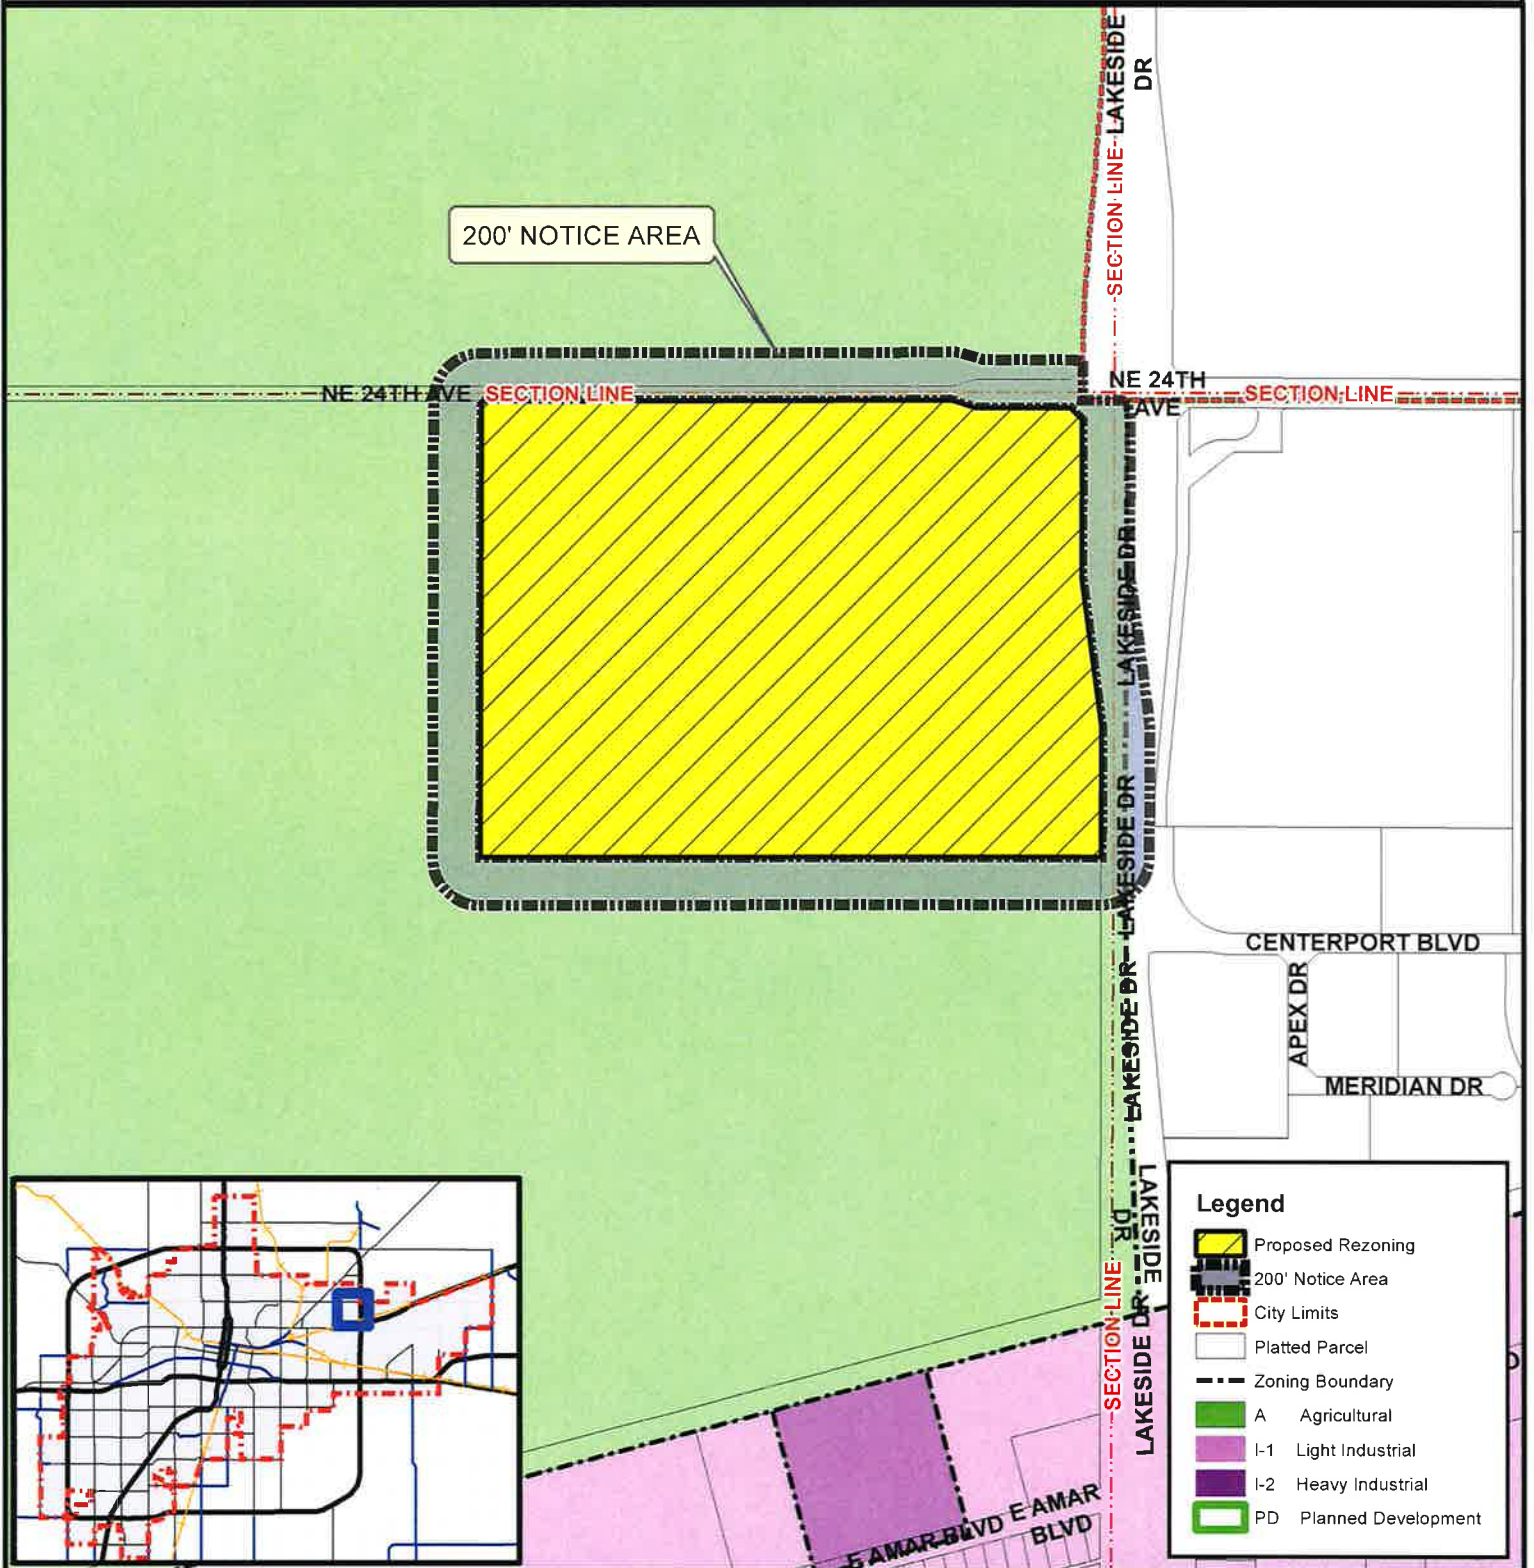 LAKESIDE
DR
SECTION LINE
200' NOTICE AREA
NE 24TH AVE
SECTION LINE
NE 24TH
AVE
SECTION LINE
LAKESIDE DR
LAKESIDE DR
LAKESIDE DR
CENTERPORT BLVD
APEX DR
MERIDIAN DR
LAKESIDE
DR
SECTION LINE
LAKESIDE DR
E AMAR BLVD
E AMAR
BLVD
Legend
Proposed Rezoning
200' Notice Area
City Limits
Platted Parcel
Zoning Boundary
A Agricultural
I-1 Light Industrial
I-2 Heavy Industrial
PD Planned Development